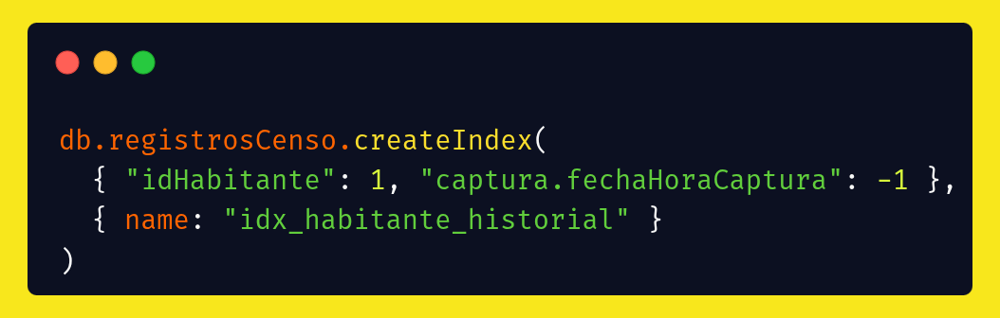 db.registrosCenso.createIndex(
  { "idHabitante": 1, "captura.fechaHoraCaptura": -1 },
  { name: "idx_habitante_historial" }
)